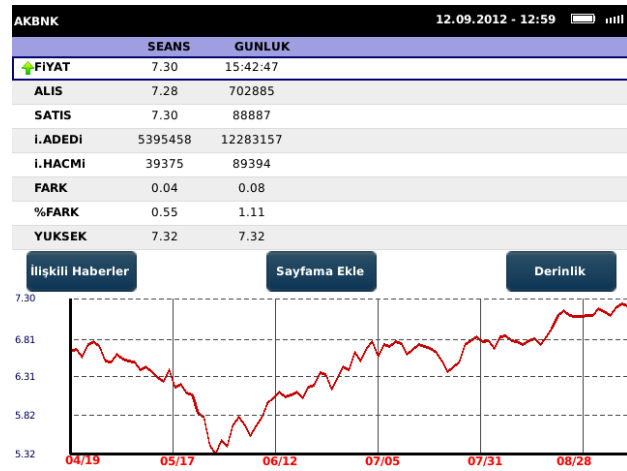 AKBNK 12.09.2012 - 12:59
SEANS GUNLUK
FiYAT 7.30 15:42:47
ALIS 7.28 702885
SATIS 7.30 88887
i.ADEDi 5395458 12283157
i.HACMi 39375 89394
FARK 0.04 0.08
%FARK 0.55 1.11
YUKSEK 7.32 7.32
İlişkili Haberler Sayfama Ekle Derinlik
7.30
6.81
6.31
5.82
5.32
04/19 05/17 06/12 07/05 07/31 08/28